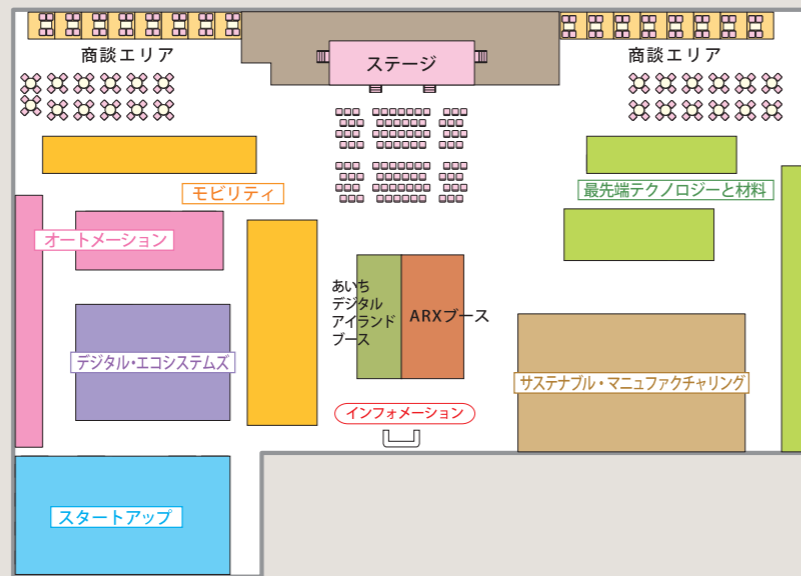 商談エリア
ステージ
商談エリア
モビリティ
最先端テクノロジーと材料
オートメーション
あいち
デジタル
アイランド
ブース
ARXブース
デジタル・エコシステムズ
サステナブル・マニュファクチャリング
インフォメーション
スタートアップ